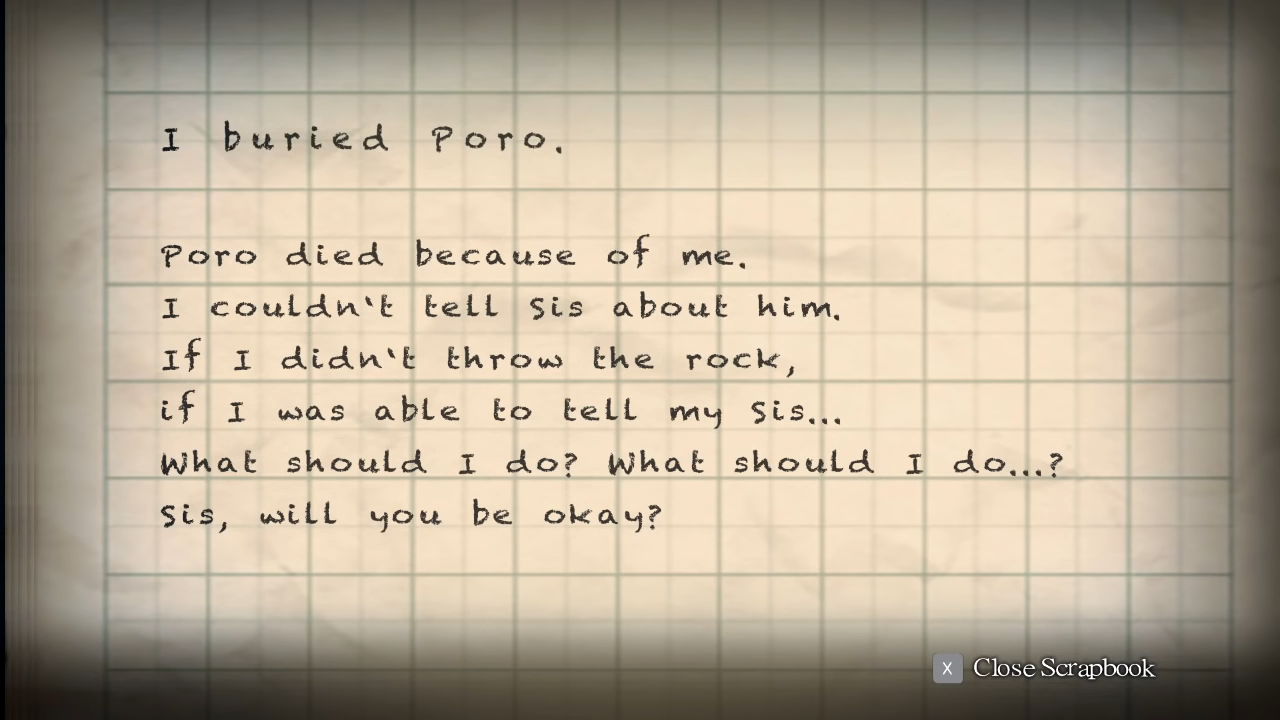 I buried Poro.
Poro died because of me.
I couldn't tell Sis about him.
If I didn't throw the rock,
if I was able to tell my Sis...
What should I do? What should I do...?
Sis, will you be okay?
X Close Scrapbook